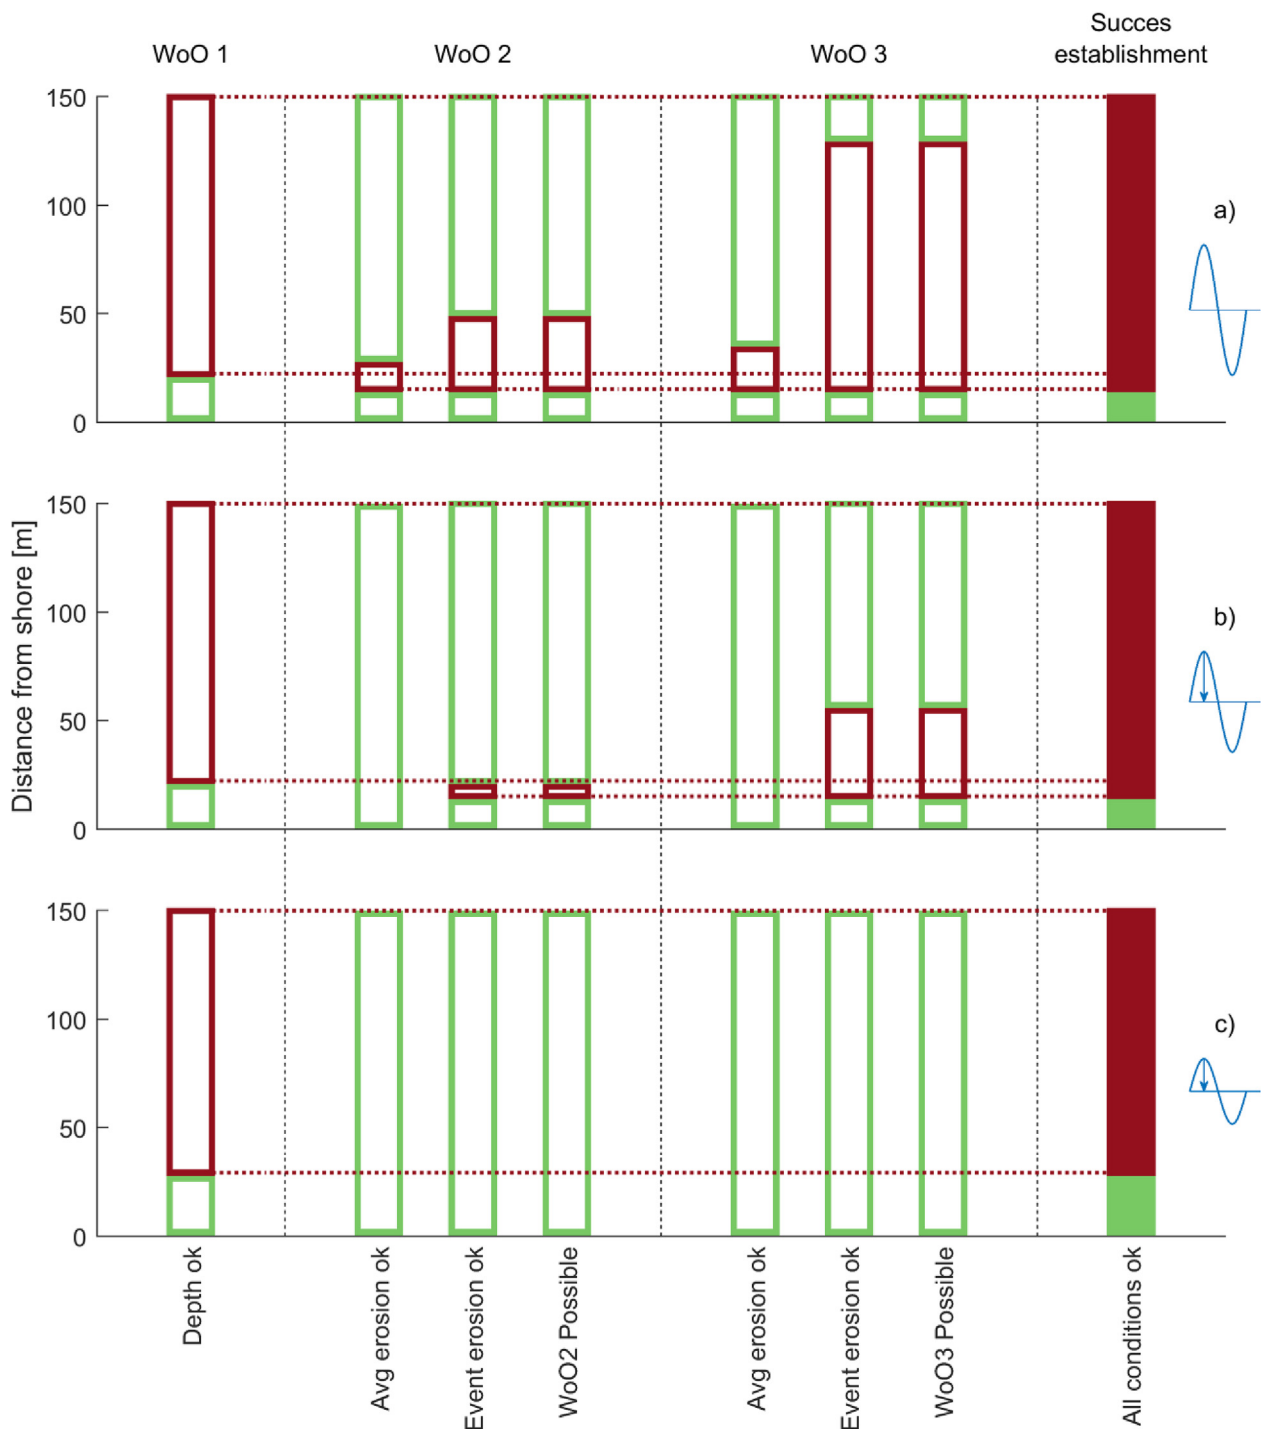 WoO 1
WoO 2
WoO 3
Succes
establishment
150
100
50
0
a)
Distance from shore [m]
150
100
50
0
b)
150
100
50
0
c)
Depth ok
Avg erosion ok
Event erosion ok
WoO2 Possible
Avg erosion ok
Event erosion ok
WoO3 Possible
All conditions ok